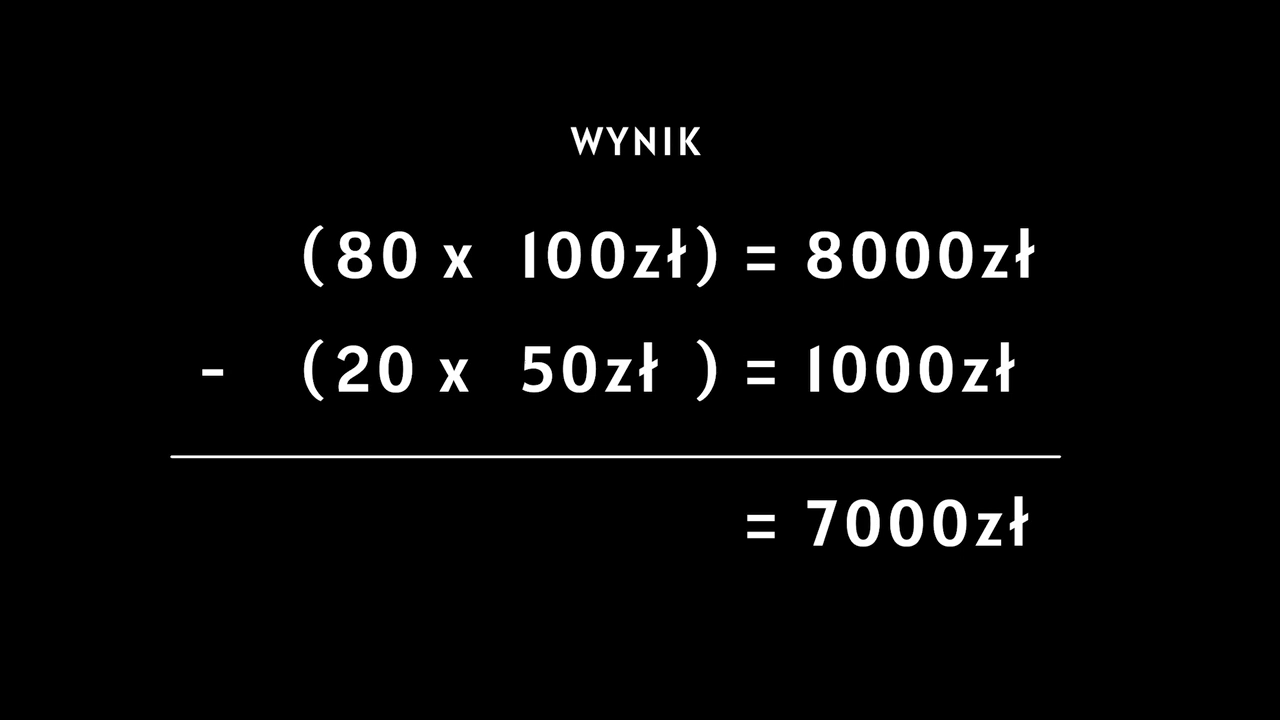 WYNIK
(80 x 100zł) = 8000zł
- (20 x 50zł ) = 1000zł
= 7000zł